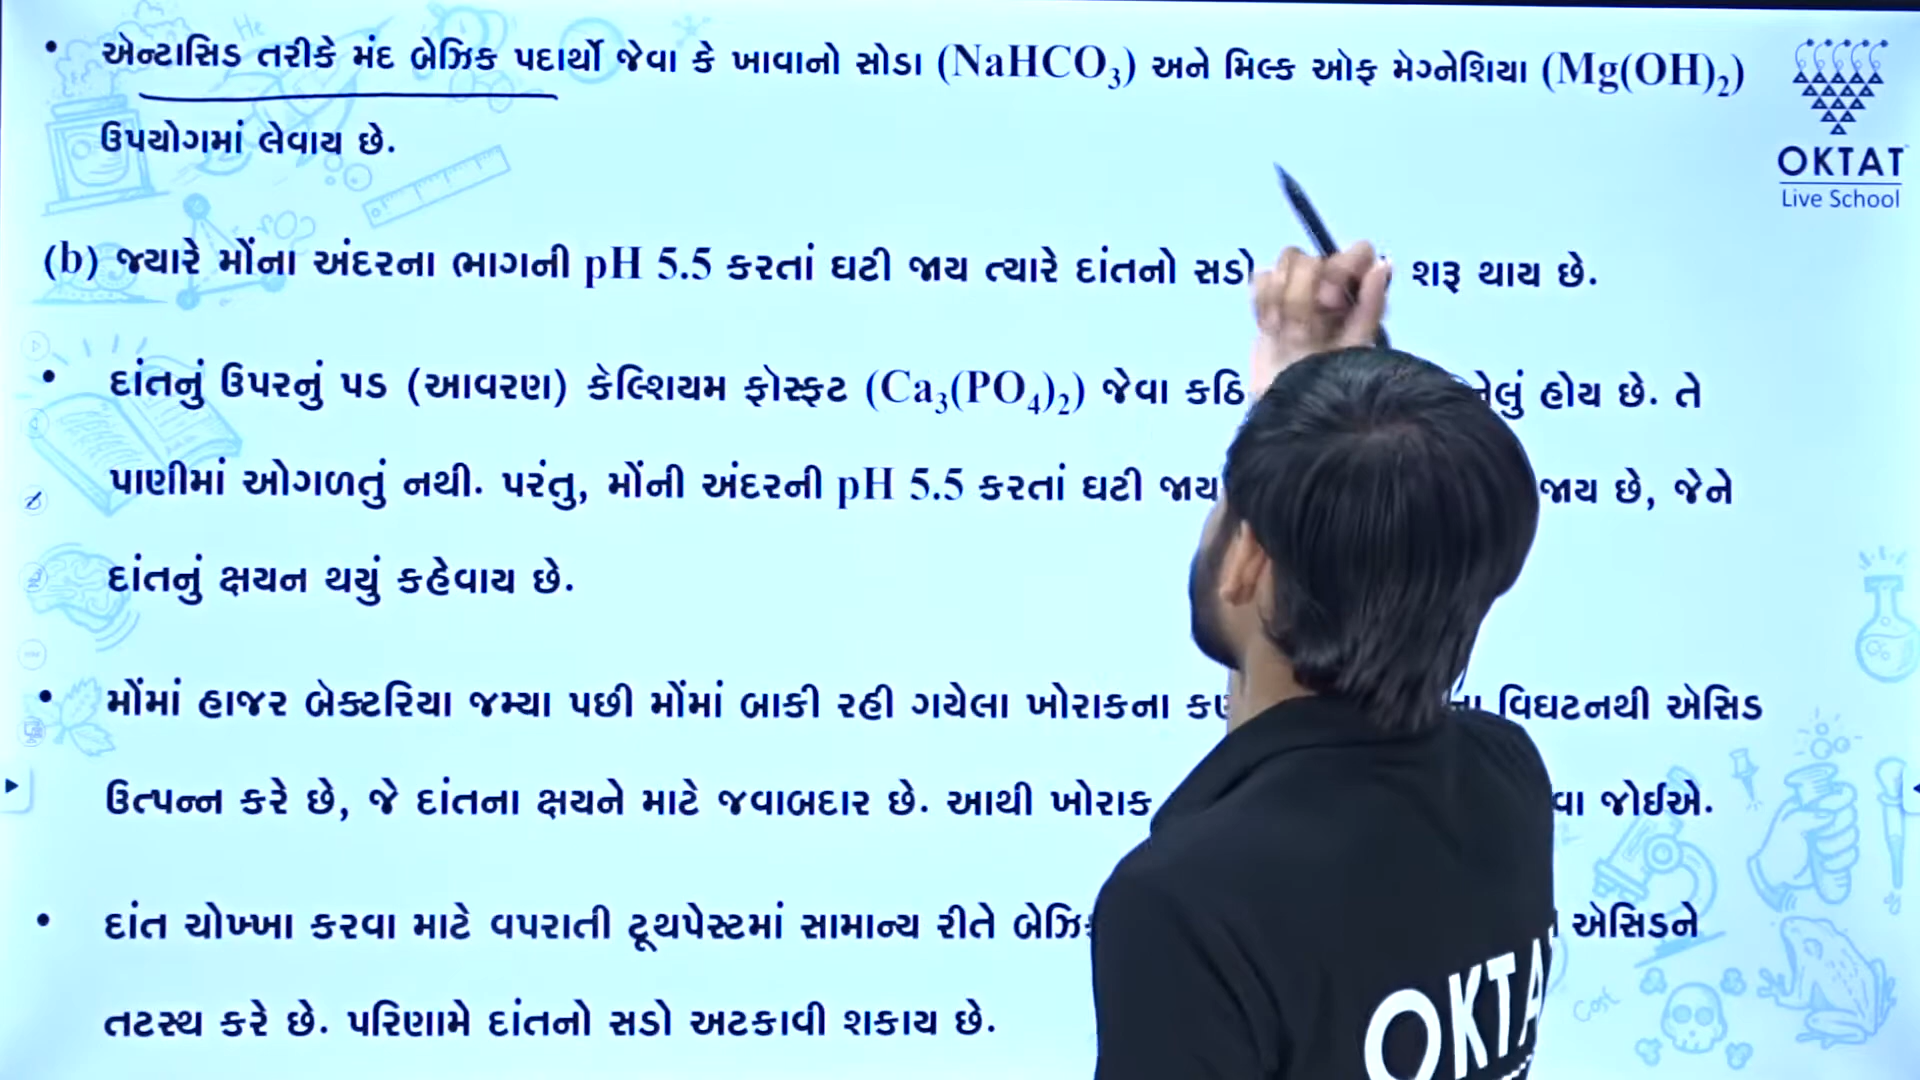 • એન્ટાસિડ તરીકે મંદ બેઝિક પદાર્થો જેવા કે ખાવાનો સોડા (NaHCO₃) અને મિલ્ક ઓફ મેગ્નેશિયા (Mg(OH)₂)
ઉપયોગમાં લેવાય છે.
OKTAT
Live School
(b) જ્યારે મોંના અંદરના ભાગની pH 5.5 કરતાં ઘટી જાય ત્યારે દાંતનો સડો શરૂ થાય છે.
• દાંતનું ઉપરનું પડ (આવરણ) કેલ્શિયમ ફોસ્ફટ (Ca₃(PO₄)₂) જેવા હોય છે. તે
પાણીમાં ઓગળતું નથી. પરંતુ, મોંની અંદરની pH 5.5 કરતાં ઘટી જાય જાય છે, જેને
દાંતનું ક્ષયન થયું કહેવાય છે.
• મોંમાં હાજર બેક્ટરિયા જમ્યા પછી મોંમાં બાકી રહી ગયેલા ખોરાકના વિઘટનથી એસિડ
ઉત્પન્ન કરે છે, જે દાંતના ક્ષયને માટે જવાબદાર છે. આથી ખોરાક જોઈએ.
• દાંત ચોખ્ખા કરવા માટે વપરાતી ટૂથપેસ્ટમાં સામાન્ય રીતે એસિડને
તટસ્થ કરે છે. પરિણામે દાંતનો સડો અટકાવી શકાય છે.